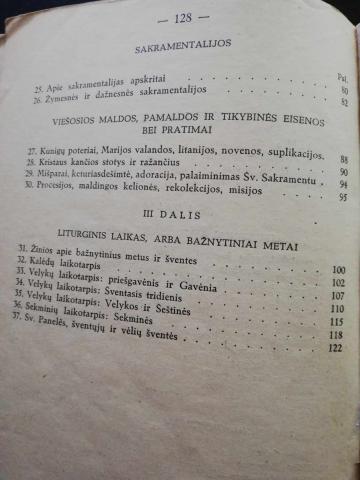 — 128 —
SAKRAMENTALIJOS
Pul.
25. Apie sakramentalijas apskritai . . . . . . . . 80
26. Žymesnės ir dažnesnės sakramentalijos . . . . . . 82
VIEŠOSIOS MALDOS, PAMALDOS IR TIKYBINĖS EISENOS
BEI PRATIMAI
27. Kunigų poteriai, Marijos valandos, litanijos, novenos, suplikacijos, 88
28. Kristaus kančios stotys ir ražančius . . . . . . . 90
29. Mišparai, keturiasdešimtė, adoracija, palaiminimas Šv. Sakramentu . 94
30. Procesijos, maldingos kelionės, rekolekcijos, misijos . . . . 95
III DALIS
LITURGINIS LAIKAS, ARBA BAŽNYTINIAI METAI
31. Žinios apie bažnytinius metus ir šventes . . . . . . 100
32. Kalėdų laikotarpis . . . . . . . . . 102
33. Velykų laikotarpis: priešgavėnis ir Gavėnia . . . . . 107
34. Velykų laikotarpis: Šventasis tridienis . . . . . . 110
35. Velykų laikotarpis: Velykos ir Šeštinės . . . . . . 115
36. Sekminių laikotarpis: Sekminės . . . . . . . 118
37. Šv. Panelės, šventųjų ir vėlių šventės . . . . . . 122